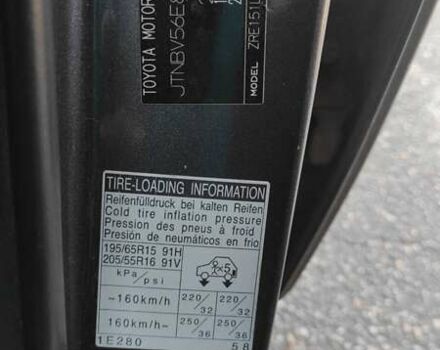 TOYOTA MOTOR
JTNBV56E
MODEL ZRE151L
TIRE-LOADING INFORMATION
Reifenfülldruck bei kalten Reifen
Cold tire inflation pressure
Pression des pneus à froid
Presión de neumáticos en frío
195/65R15 91H
205/55R16 91V
kPa/psi
×5
~160km/h 220/32 220/32
160km/h~ 250/36 250/36
1E280 58